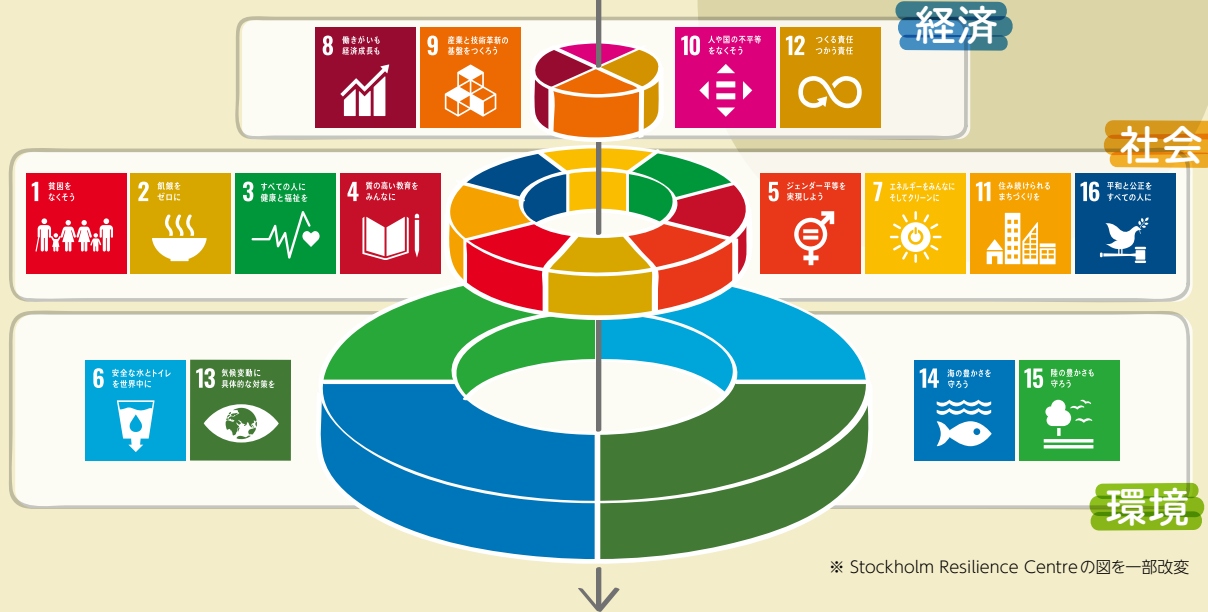 経済
8 働きがいも
経済成長も
9 産業と技術革新の
基盤をつくろう
10 人や国の不平等
をなくそう
12 つくる責任
つかう責任
社会
1 貧困を
なくそう
2 飢餓を
ゼロに
3 すべての人に
健康と福祉を
4 質の高い教育を
みんなに
5 ジェンダー平等を
実現しよう
7 エネルギーをみんなに
そしてクリーンに
11 住み続けられる
まちづくりを
16 平和と公正を
すべての人に
6 安全な水とトイレ
を世界中に
13 気候変動に
具体的な対策を
14 海の豊かさを
守ろう
15 陸の豊かさも
守ろう
環境
※ Stockholm Resilience Centreの図を一部改変